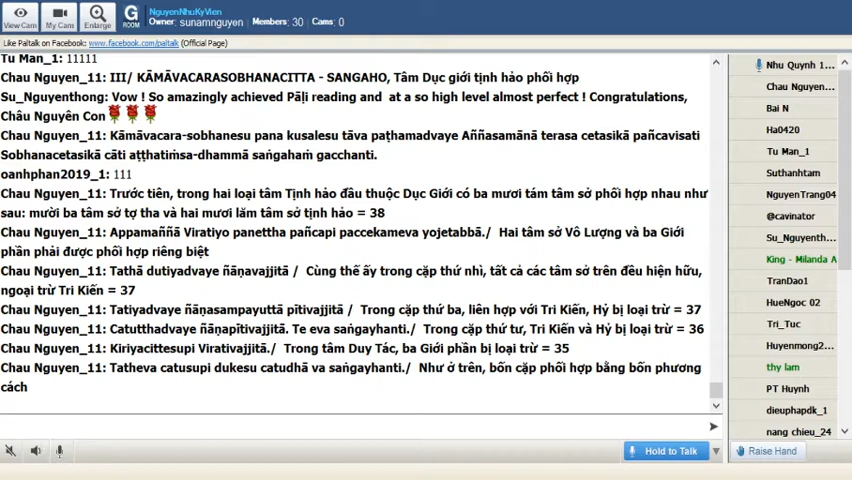 View Cam
My Cams
Enlarge
G
ROOM
NguyenNhuKyVien
Owner: sunamnguyen Members: 30 Cams: 0
Like Paltalk on Facebook: www.facebook.com/paltalk (Official Page)
Tu Man_1: 11111
Chau Nguyen_11: III/ KĀMĀVACARASOBHANACITTA - SANGAHO, Tâm Dục giới tịnh hảo phối hợp
Su_Nguyenthong: Vow ! So amazingly achieved Pāḷi reading and at a so high level almost perfect ! Congratulations,
Châu Nguyên Con
Chau Nguyen_11: Kāmāvacara-sobhanesu pana kusalesu tāva paṭhamadvaye Aññasamānā terasa cetasikā pañcavisati
Sobhanacetasikā cāti aṭṭhatiṁsa-dhammā saṅgahaṁ gacchanti.
oanhphan2019_1: 111
Chau Nguyen_11: Trước tiên, trong hai loại tâm Tịnh hảo đầu thuộc Dục Giới có ba mươi tám tâm sở phối hợp nhau như
sau: mười ba tâm sở tợ tha và hai mươi lăm tâm sở tịnh hảo = 38
Chau Nguyen_11: Appamaññā Viratiyo panettha pañcapi paccekameva yojetabbā./ Hai tâm sở Vô Lượng và ba Giới
phần phải được phối hợp riêng biệt
Chau Nguyen_11: Tathā dutiyadvaye ñāṇavajjitā / Cùng thế ấy trong cặp thứ nhì, tất cả các tâm sở trên đều hiện hữu,
ngoại trừ Tri Kiến = 37
Chau Nguyen_11: Tatiyadvaye ñāṇasampayuttā pītivajjitā / Trong cặp thứ ba, liên hợp với Tri Kiến, Hỷ bị loại trừ = 37
Chau Nguyen_11: Catutthadvaye ñāṇapītivajjitā. Te eva saṅgayhanti./ Trong cặp thứ tư, Tri Kiến và Hỷ bị loại trừ = 36
Chau Nguyen_11: Kiriyacittesupi Virativajjitā./ Trong tâm Duy Tác, ba Giới phần bị loại trừ = 35
Chau Nguyen_11: Tatheva catusupi dukesu catudhā va saṅgayhanti./ Như ở trên, bốn cặp phối hợp bằng bốn phương
cách
Hold to Talk
Nhu Quynh 1...
Chau Nguyen...
Bai N
Ha0420
Tu Man_1
Suthanhtam
NguyenTrang04
@cavinator
Su_Nguyenth...
King - Milanda A
TranDao1
HueNgoc 02
Tri_Tuc
Huyenmong2...
thy lam
PT Huynh
dieuphapdk_1
nang chieu_24
Raise Hand